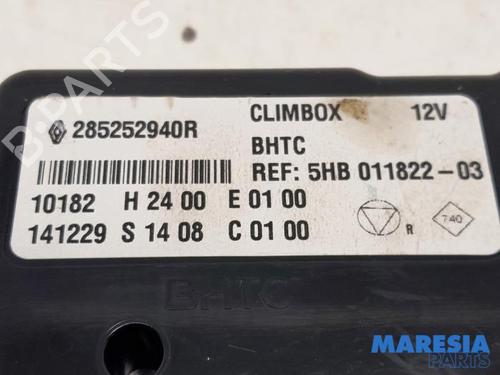 285252940R
CLIMBOX 12V
BHTC
REF: 5HB 011822-03
10182 H 24 00 E 01 00
141229 S 14 08 C 01 00
R
740
BHTC
B-PARTS
MARESIA
PARTS